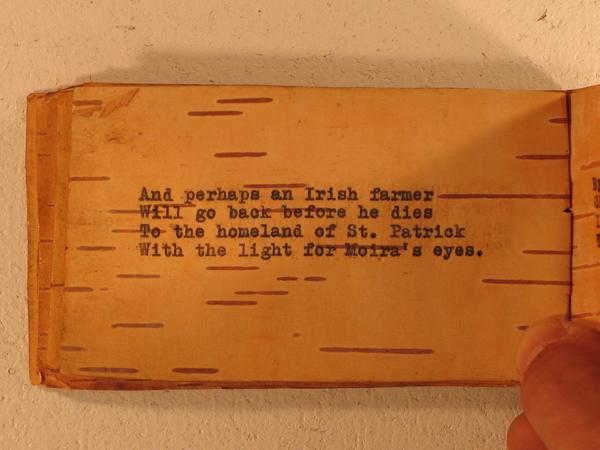 And perhaps an Irish farmer
Will go back before he dies
To the homeland of St. Patrick
With the light for Moira's eyes.